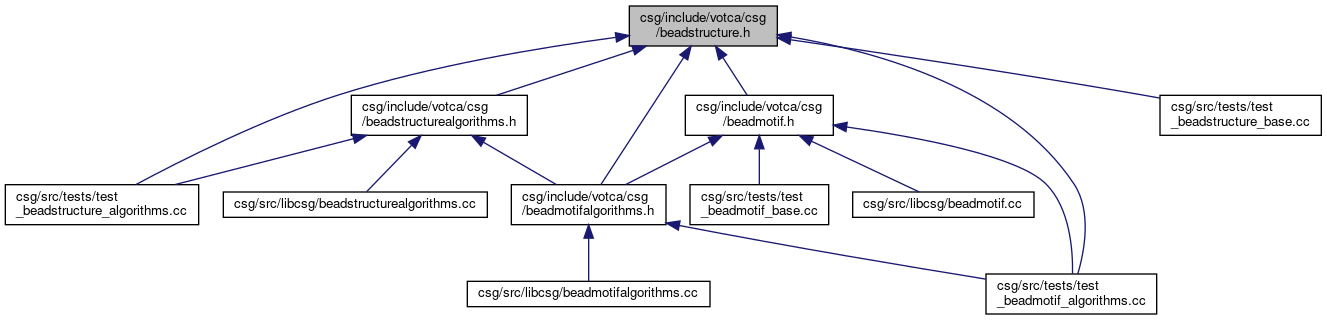 csg/include/votca/csg
/beadstructure.h
csg/include/votca/csg
/beadstructurealgorithms.h
csg/include/votca/csg
/beadmotif.h
csg/src/tests/test
_beadstructure_base.cc
csg/src/tests/test
_beadstructure_algorithms.cc
csg/src/libcsg/beadstructurealgorithms.cc
csg/include/votca/csg
/beadmotifalgorithms.h
csg/src/tests/test
_beadmotif_base.cc
csg/src/libcsg/beadmotif.cc
csg/src/libcsg/beadmotifalgorithms.cc
csg/src/tests/test
_beadmotif_algorithms.cc